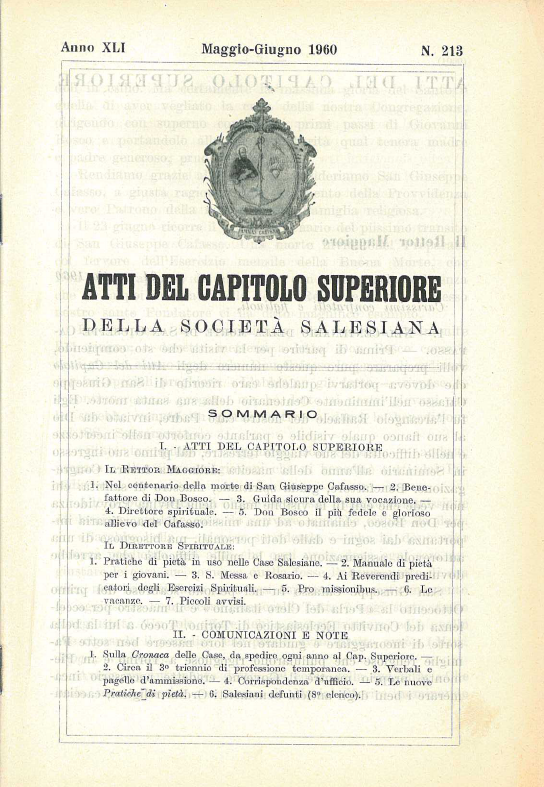 Anno XLI Maggio-Giugno 1960 N. 213
ATTI DEL CAPITOLO SUPERIORE
DELLA SOCIETÀ SALESIANA
SOMMARIO
I. - ATTI DEL CAPITOLO SUPERIORE
IL RETTOR MAGGIORE:
1. Nel centenario della morte di San Giuseppe Cafasso. — 2. Bene-
fattore di Don Bosco. — 3. Guida sicura della sua vocazione. —
4. Direttore spirituale. — 5. Don Bosco il più fedele e glorioso
allievo del Cafasso.
IL DIRETTORE SPIRITUALE:
1. Pratiche di pietà in uso nelle Case Salesiane. — 2. Manuale di pietà
per i giovani. — 3. S. Messa e Rosario. — 4. Ai Reverendi predi-
catori degli Esercizi Spirituali. — 5. Pro missionibus. — 6. Le
vacanze. — 7. Piccoli avvisi.
II. - COMUNICAZIONI E NOTE
1. Sulla Cronaca delle Case, da spedire ogni anno al Cap. Superiore. —
2. Circa il 3º triennio di professione temporanea. — 3. Verbali e
pagelle d'ammissione. — 4. Corrispondenza d'ufficio. — 5. Le nuove
Pratiche di pietà. — 6. Salesiani defunti (8º elenco).